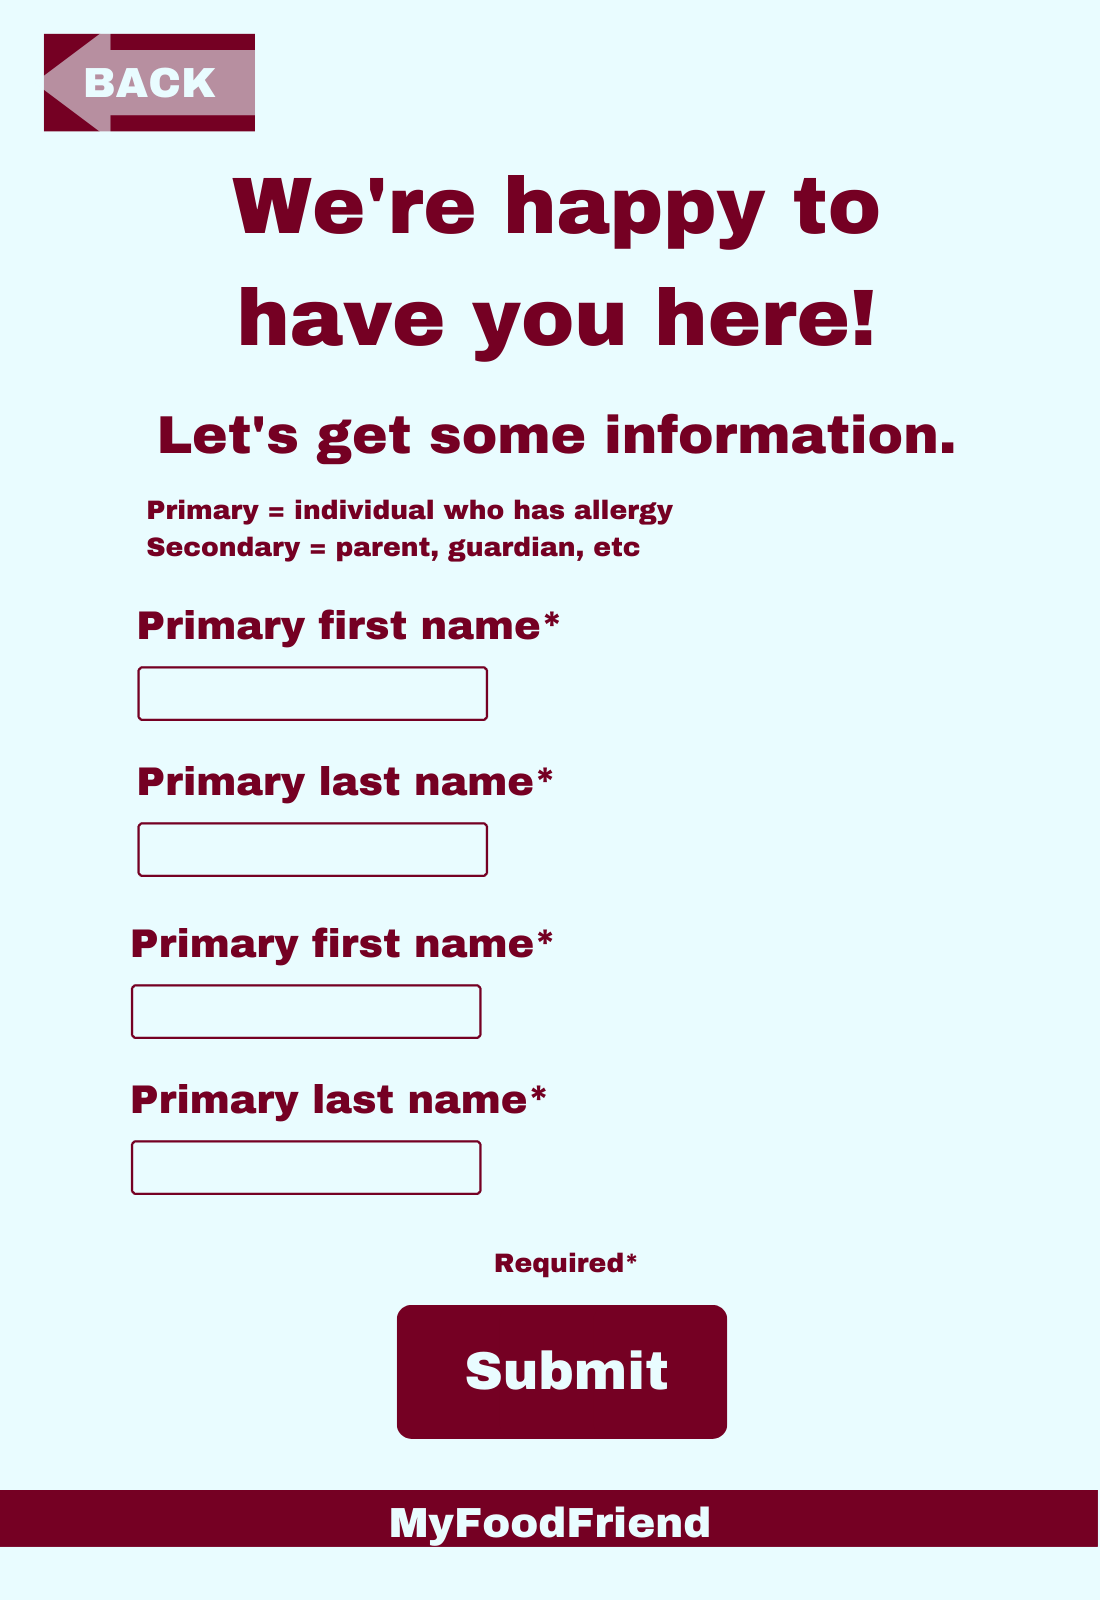 BACK
We're happy to
have you here!
Let's get some information.
Primary = individual who has allergy
Secondary = parent, guardian, etc
Primary first name*
Primary last name*
Primary first name*
Primary last name*
Required*
Submit
MyFoodFriend